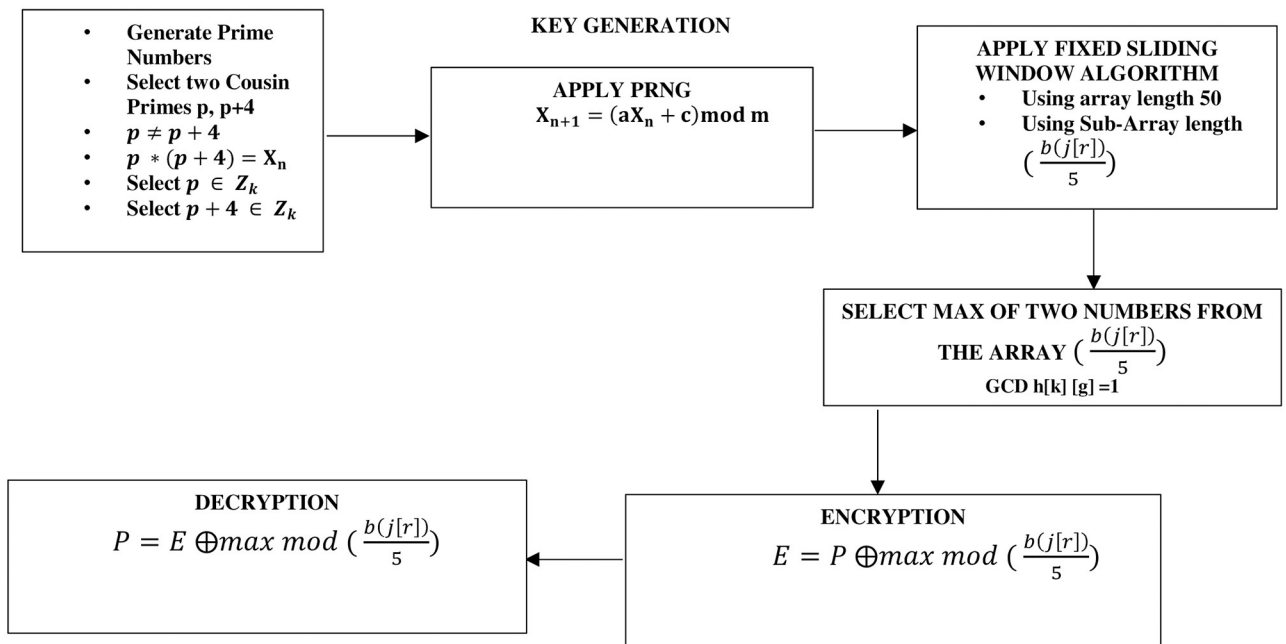 KEY GENERATION
• Generate Prime
Numbers
• Select two Cousin
Primes p, p+4
• p ≠ p + 4
• p ∗ (p + 4) = Xₙ
• Select p ∈ Zₖ
• Select p + 4 ∈ Zₖ
APPLY PRNG
Xₙ₊₁ = (aXₙ + c)mod m
APPLY FIXED SLIDING
WINDOW ALGORITHM
• Using array length 50
• Using Sub-Array length
( b(j[r]) / 5 )
SELECT MAX OF TWO NUMBERS FROM
THE ARRAY ( b(j[r]) / 5 )
GCD h[k] [g] =1
DECRYPTION
P = E ⊕max mod ( b(j[r]) / 5 )
ENCRYPTION
E = P ⊕max mod ( b(j[r]) / 5 )